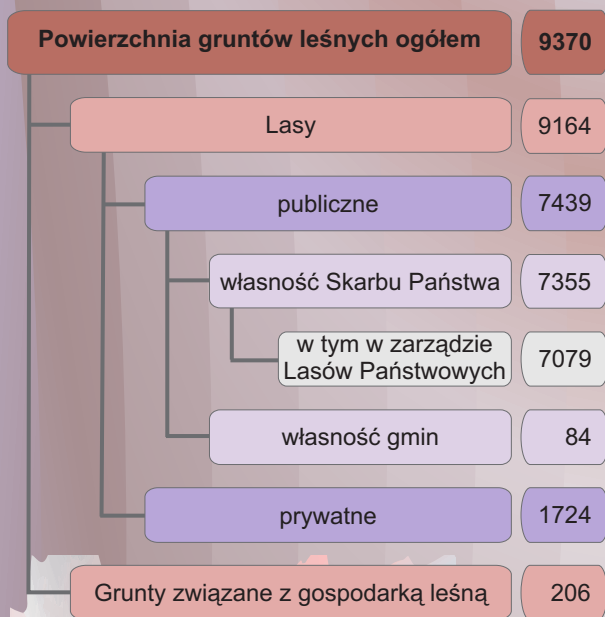 Powierzchnia gruntów leśnych ogółem 9370
Lasy 9164
publiczne 7439
własność Skarbu Państwa 7355
w tym w zarządzie
Lasów Państwowych 7079
własność gmin 84
prywatne 1724
Grunty związane z gospodarką leśną 206